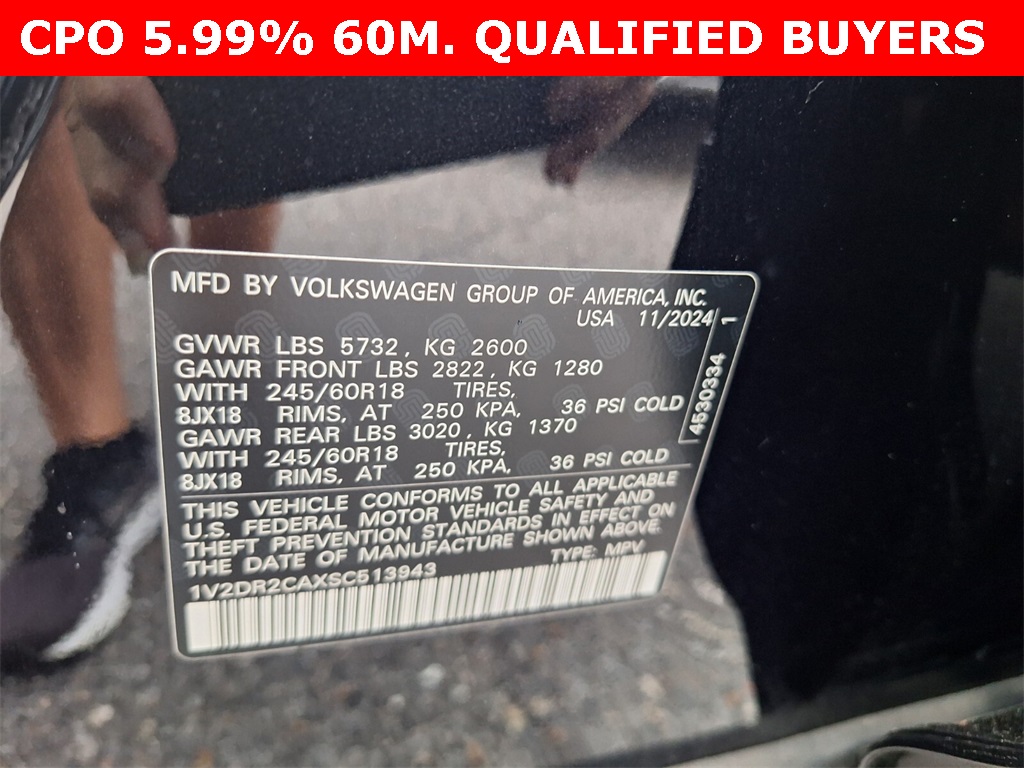 CPO 5.99% 60M. QUALIFIED BUYERS
MFD BY VOLKSWAGEN GROUP OF AMERICA, INC.
USA 11/2024 1
GVWR LBS 5732, KG 2600
GAWR FRONT LBS 2822, KG 1280
WITH 245/60R18 TIRES,
8JX18 RIMS, AT 250 KPA, 36 PSI COLD
GAWR REAR LBS 3020, KG 1370
WITH 245/60R18 TIRES,
8JX18 RIMS, AT 250 KPA, 36 PSI COLD
4530334
THIS VEHICLE CONFORMS TO ALL APPLICABLE
U.S. FEDERAL MOTOR VEHICLE SAFETY AND
THEFT PREVENTION STANDARDS IN EFFECT ON
THE DATE OF MANUFACTURE SHOWN ABOVE.
1V2DR2CAXSC513943 TYPE: MPV